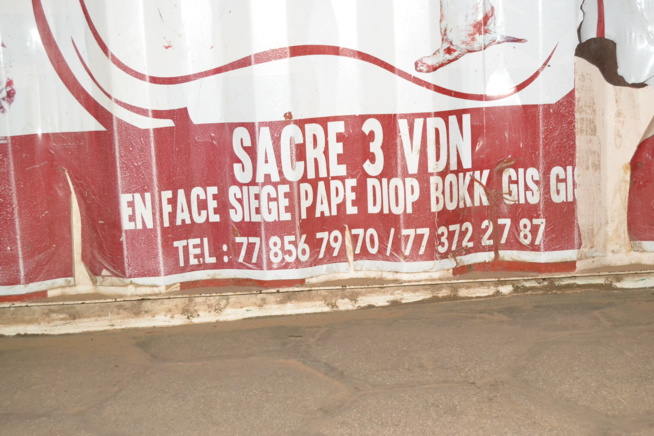 SACRE 3 VDN
EN FACE SIEGE PAPE DIOP BOKK GIS GIS
TEL : 77 856 79 70 / 77 372 27 87